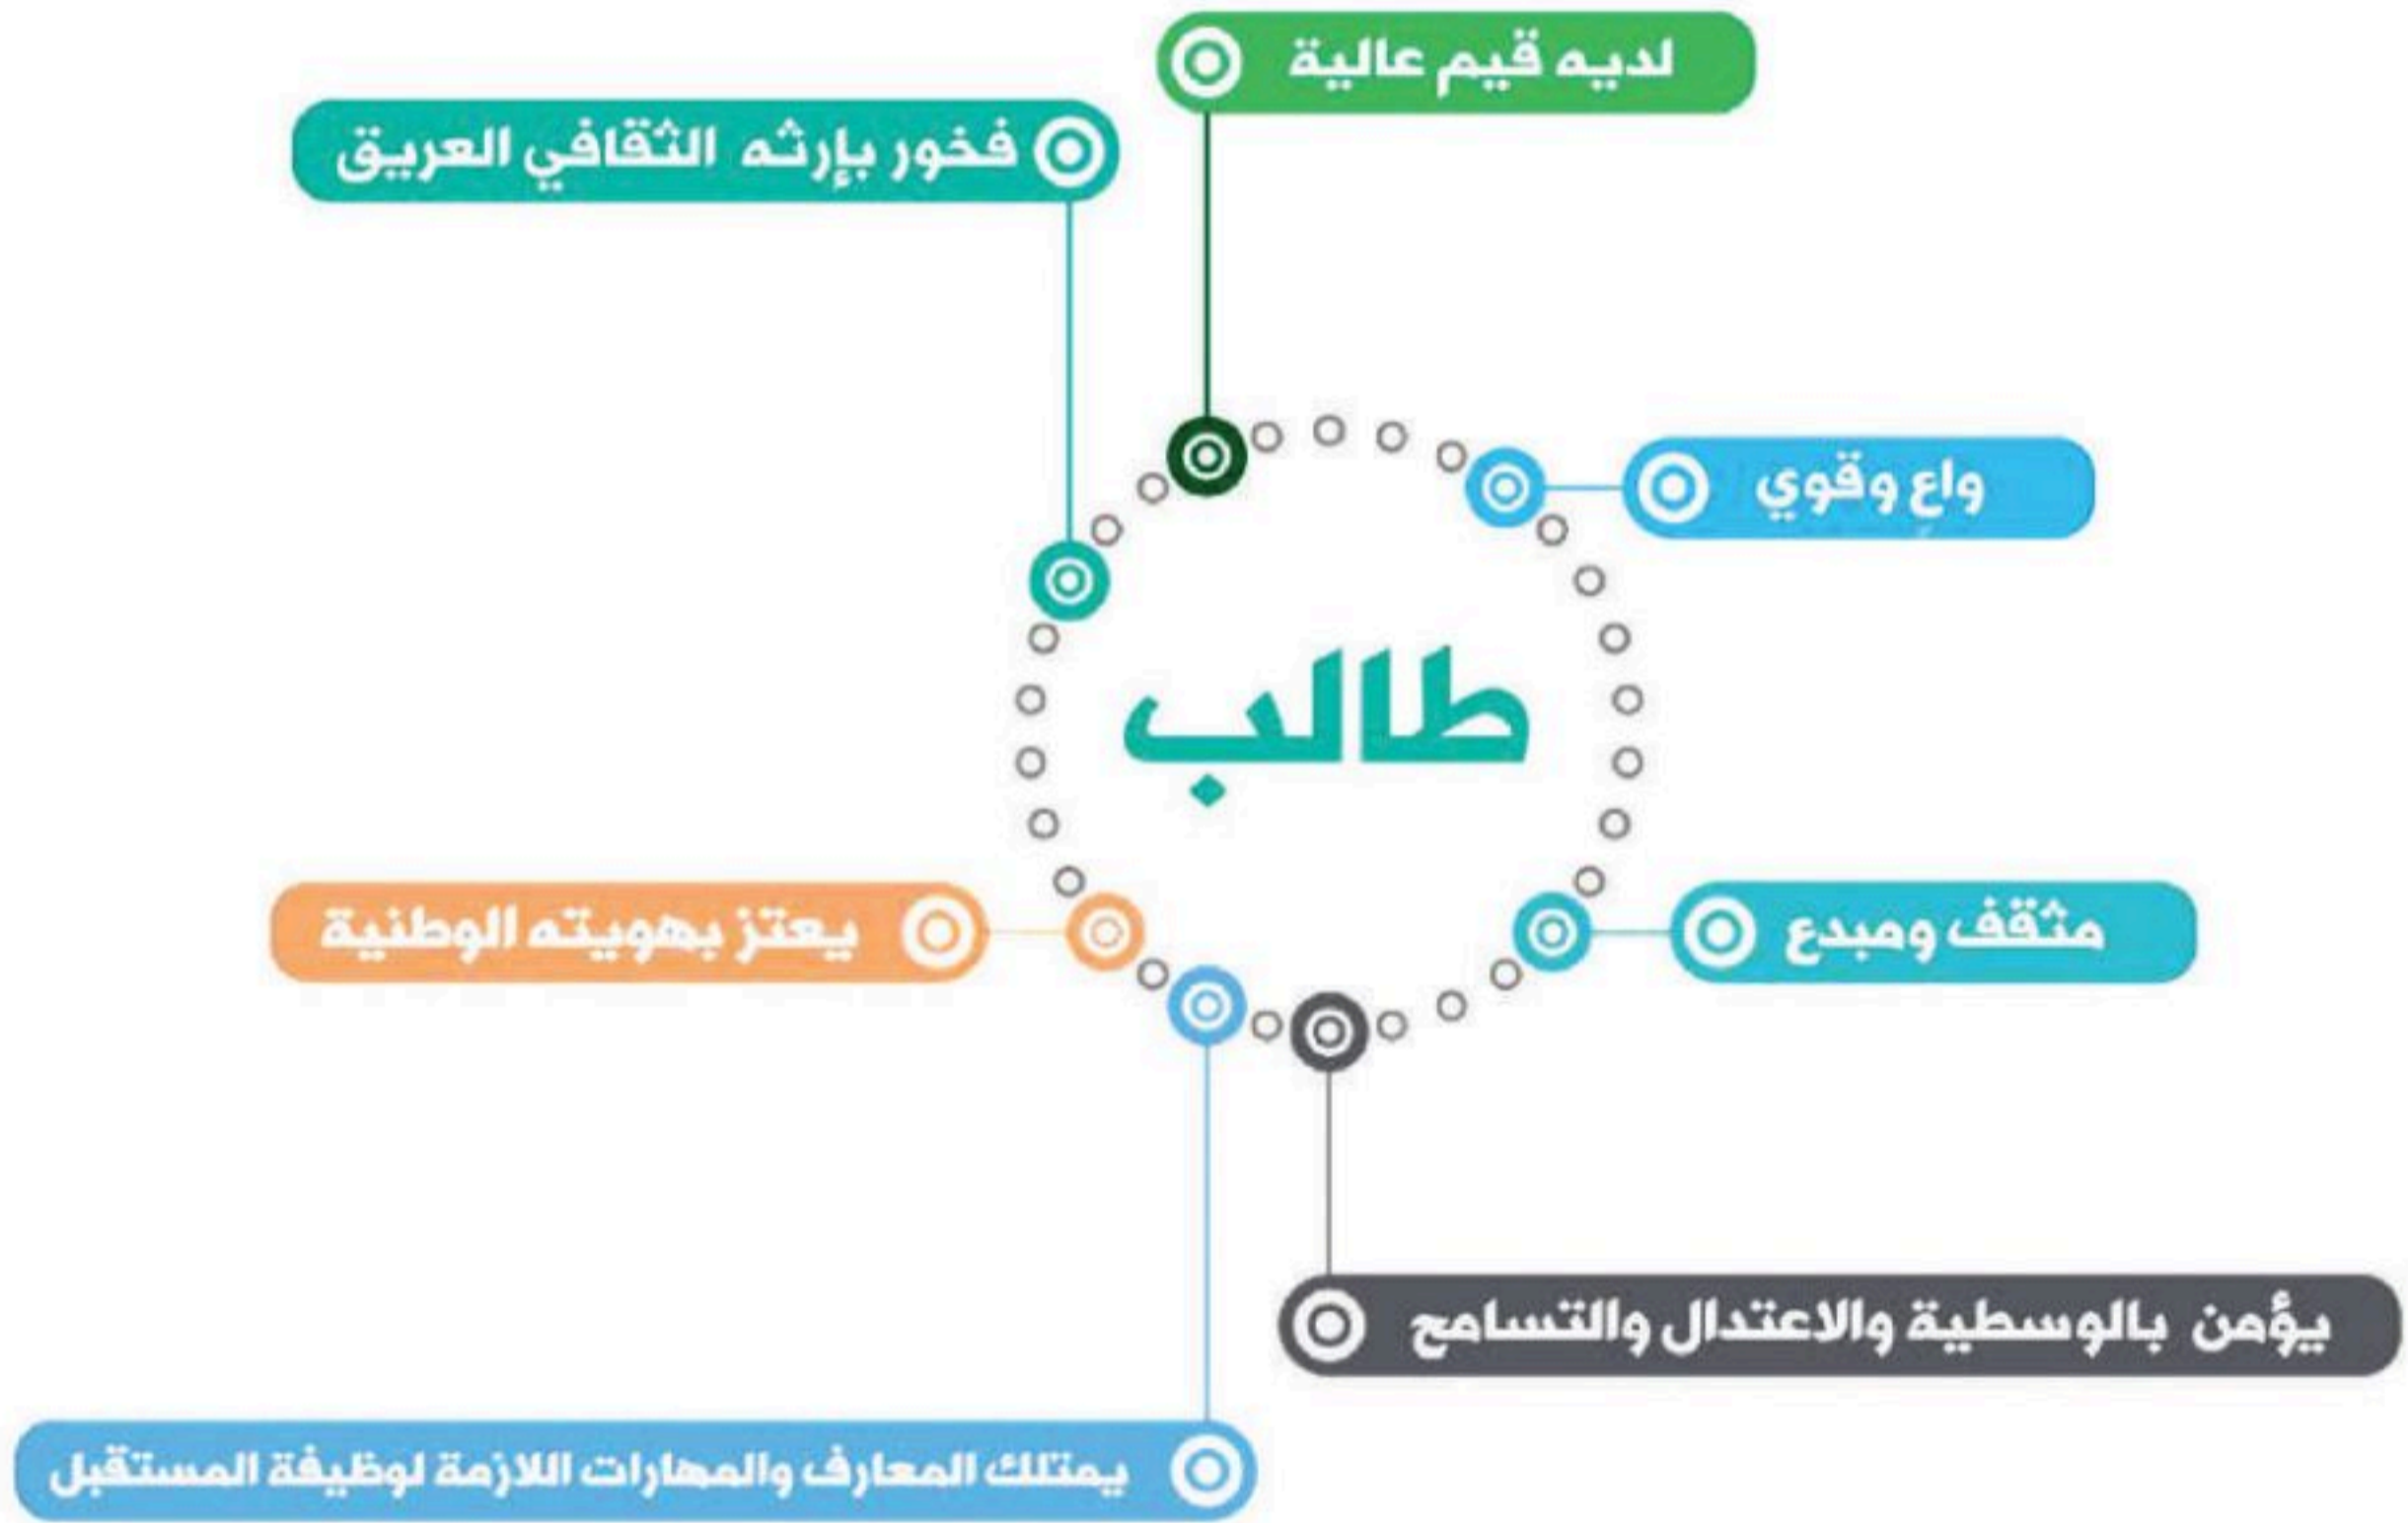 لديه قيم عالية
فخور بإرثه الثقافي العريق
واعٍ وقوي
طالب
يعتز بهويته الوطنية
مثقف ومبدع
يؤمن بالوسطية والاعتدال والتسامح
يمتلك المعارف والمهارات اللازمة لوظيفة المستقبل